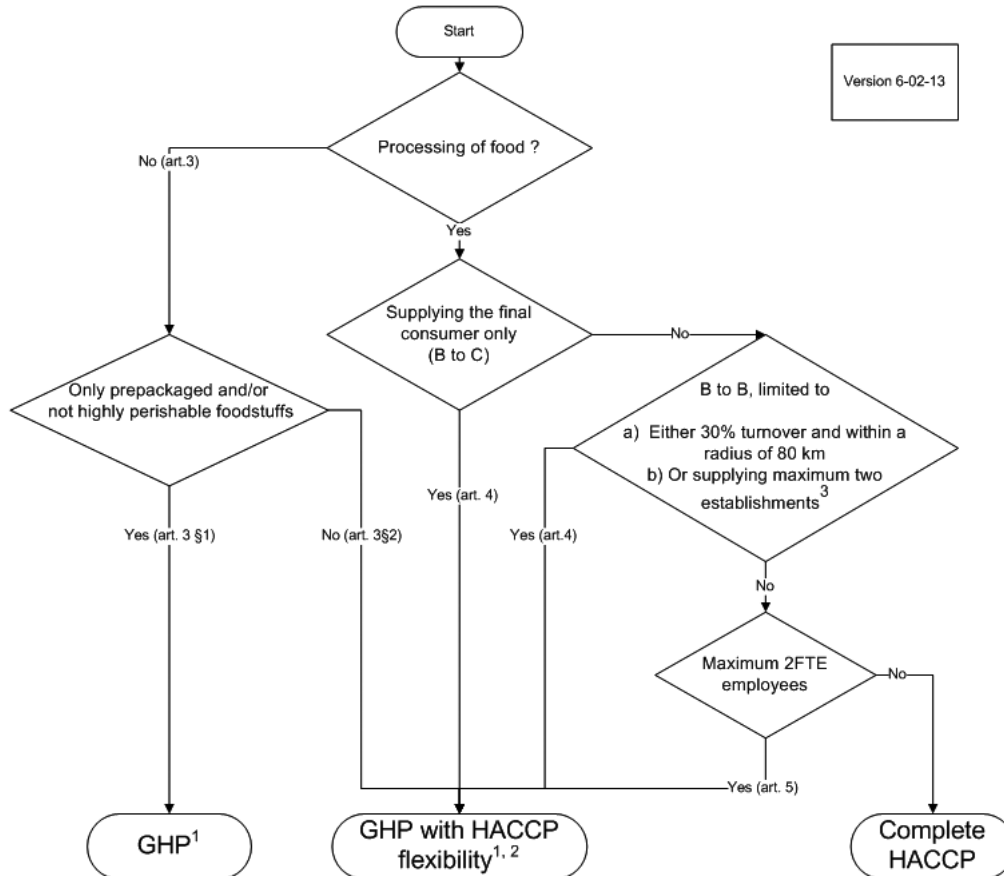 Start
Version 6-02-13
Processing of food ?
No (art.3)
Yes
Supplying the final
consumer only
(B to C)
No
Only prepackaged and/or
not highly perishable foodstuffs
B to B, limited to
a) Either 30% turnover and within a
radius of 80 km
b) Or supplying maximum two
establishments³
Yes (art. 4)
Yes (art. 3 §1)
No (art. 3§2)
Yes (art.4)
No
Maximum 2FTE
employees
No
Yes (art. 5)
GHP¹
GHP with HACCP
flexibility¹, ²
Complete
HACCP